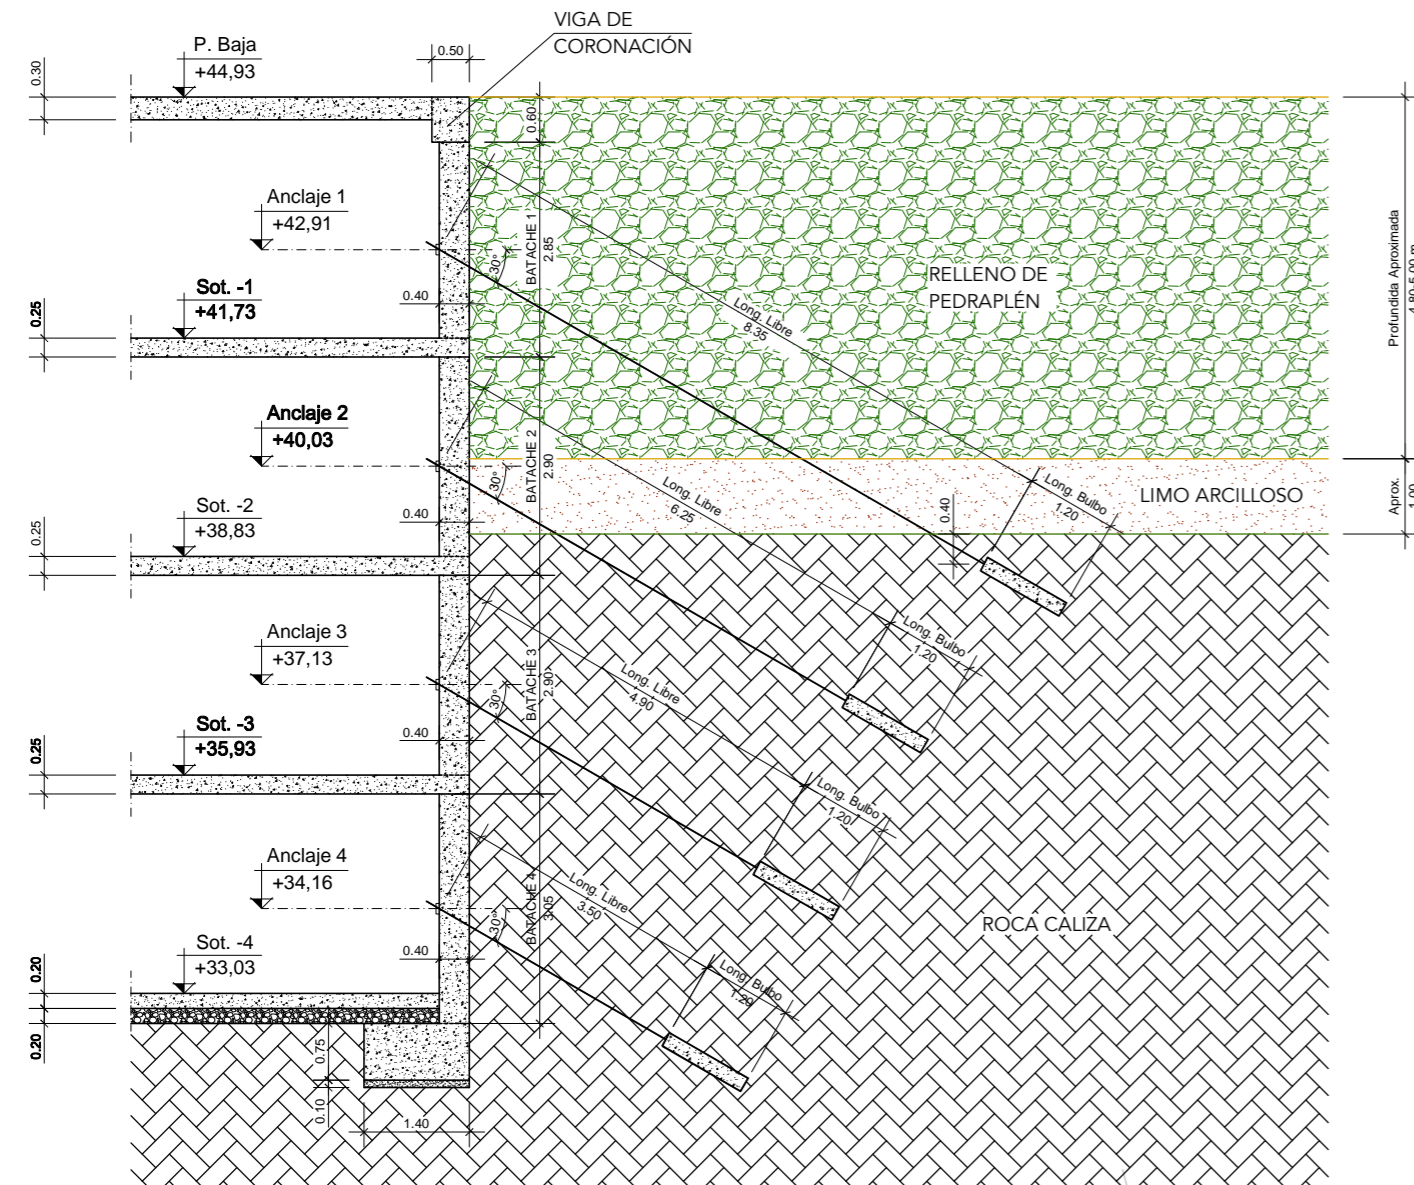 VIGA DE
CORONACIÓN
P. Baja
+44,93
0.50
0.30
0.60
Anclaje 1
+42,91
30°
BATACHE 1
2.85
Sot. -1
+41,73
0.40
0.25
Long. Libre
8.35
RELLENO DE
PEDRAPLÉN
Profundida Aproximada
4,80-5,00 m
Anclaje 2
+40,03
30°
BATACHE 2
2.90
Long. Libre
6.25
Long. Bulbo
1.20
LIMO ARCILLOSO
Aprox.
1,00
Sot. -2
+38,83
0.40
0.40
0.25
Long. Bulbo
1.20
Anclaje 3
+37,13
30°
BATACHE 3
2.90
Long. Libre
4.90
Sot. -3
+35,93
0.40
0.25
Long. Bulbo
1.20
Anclaje 4
+34,16
30°
BATACHE 4
3.05
Long. Libre
3.50
ROCA CALIZA
Sot. -4
+33,03
0.40
0.20
Long. Bulbo
1.20
0.20
0.75
0.10
1.40